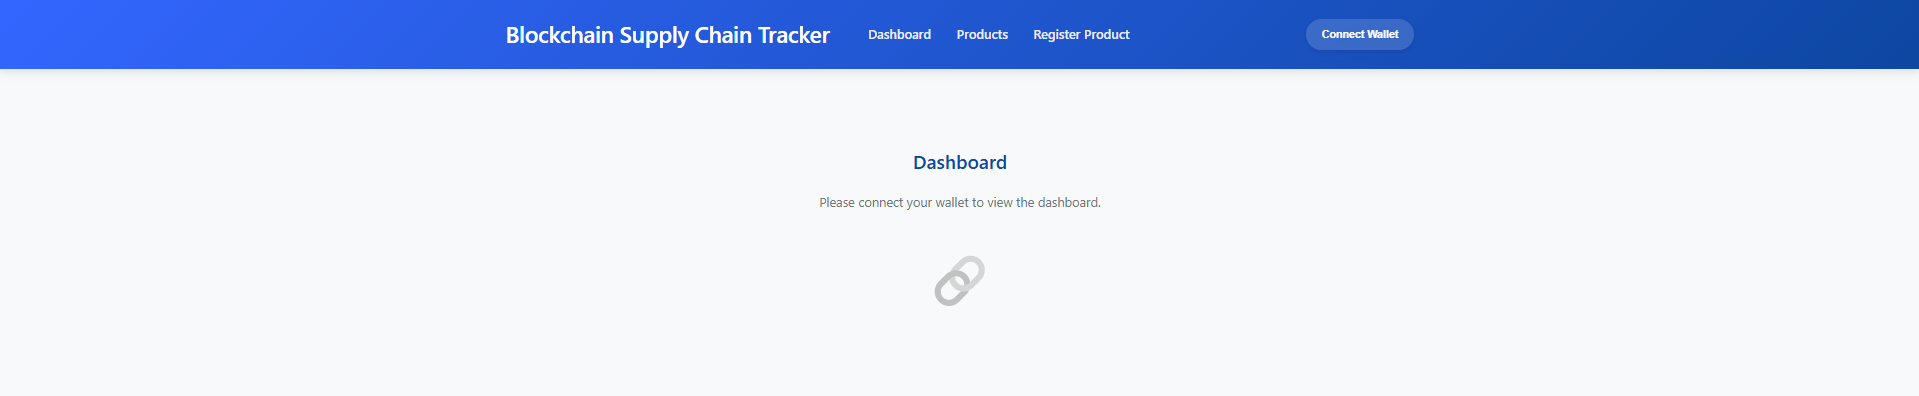 Blockchain Supply Chain Tracker Dashboard Products Register Product Connect Wallet
Dashboard
Please connect your wallet to view the dashboard.